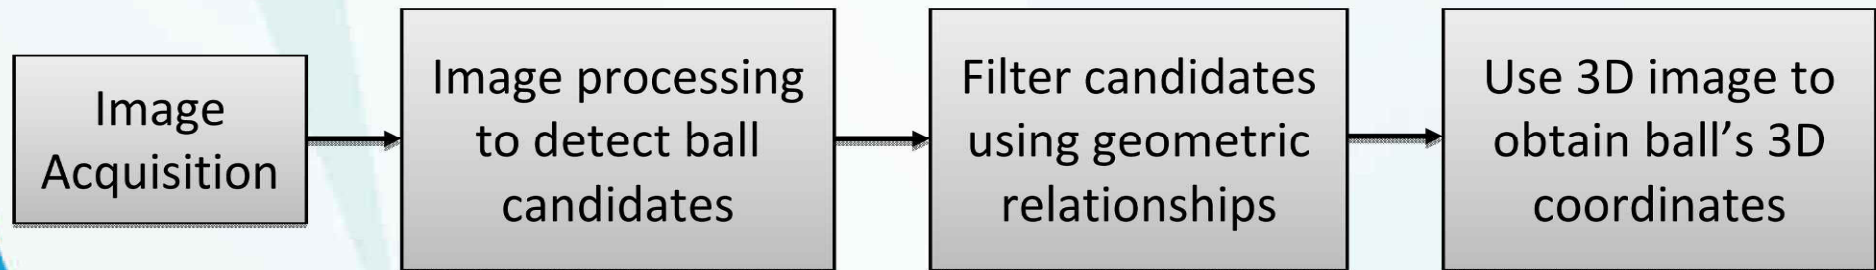 Image
Acquisition
Image processing
to detect ball
candidates
Filter candidates
using geometric
relationships
Use 3D image to
obtain ball’s 3D
coordinates